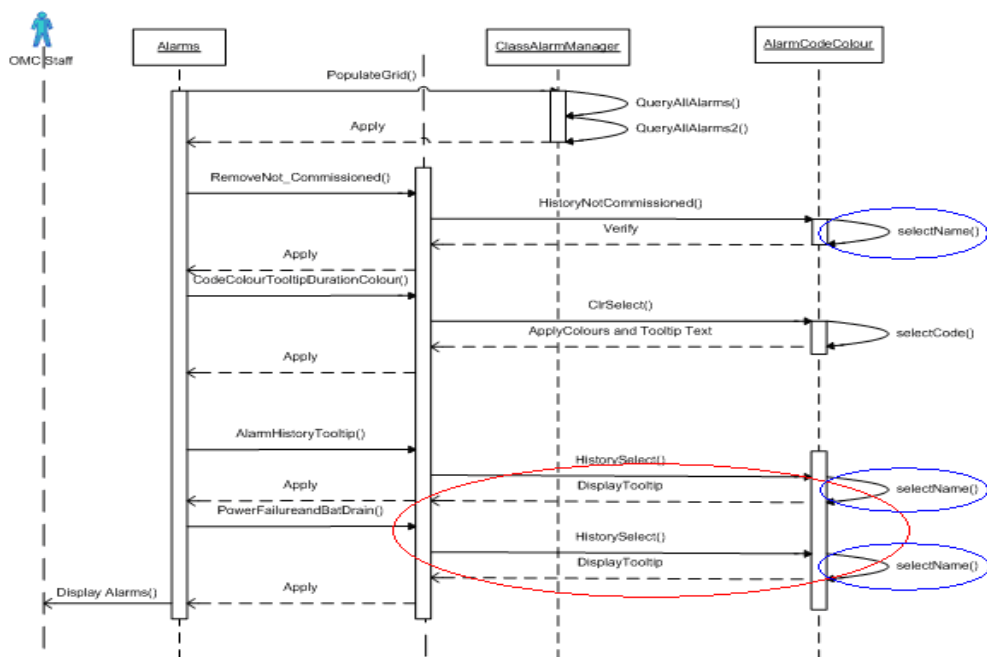 Alarms
ClassAlarmManager
AlarmCodeColour
OMC Staff
PopulateGrid()
QueryAllAlarms()
Apply
QueryAllAlarms2()
RemoveNot_Commissioned()
HistoryNotCommissioned()
Verify
selectName()
Apply
CodeColourTooltipDurationColour()
ClrSelect()
ApplyColours and Tooltip Text
selectCode()
Apply
AlarmHistoryTooltip()
HistorySelect()
Apply
DisplayTooltip
selectName()
PowerFailureandBatDrain()
HistorySelect()
DisplayTooltip
selectName()
Display Alarms()
Apply